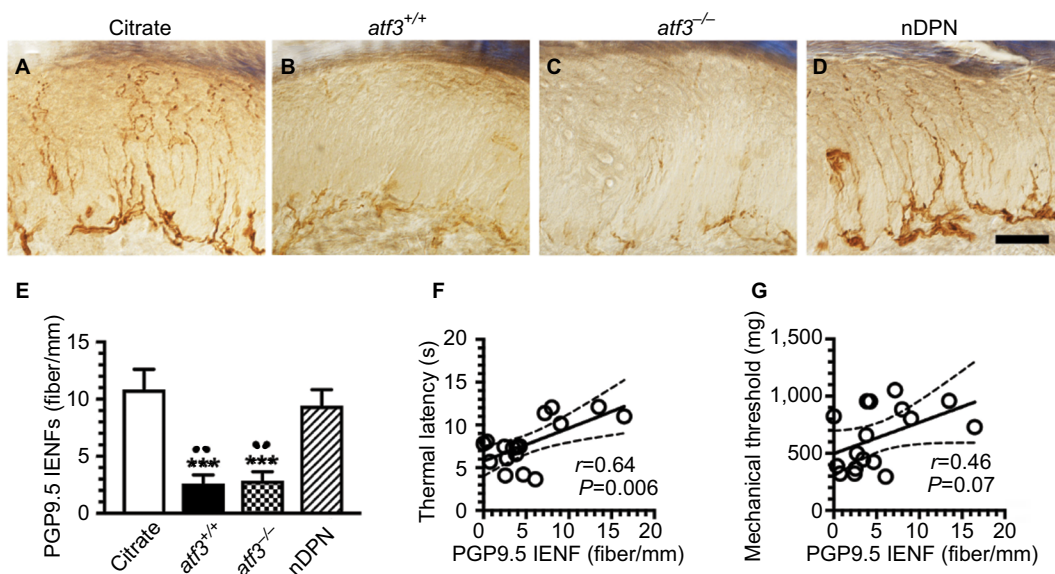 Citrate atf3+/+ atf3–/– nDPN
A B C D
E F G
PGP9.5 IENFs (fiber/mm)
15
10
5
0
•• ***
•• ***
Citrate atf3+/+ atf3–/– nDPN
Thermal latency (s)
20
15
10
5
0
r=0.64
P=0.006
0 5 10 15 20
PGP9.5 IENF (fiber/mm)
Mechanical threshold (mg)
1,500
1,000
500
0
r=0.46
P=0.07
0 5 10 15 20
PGP9.5 IENF (fiber/mm)